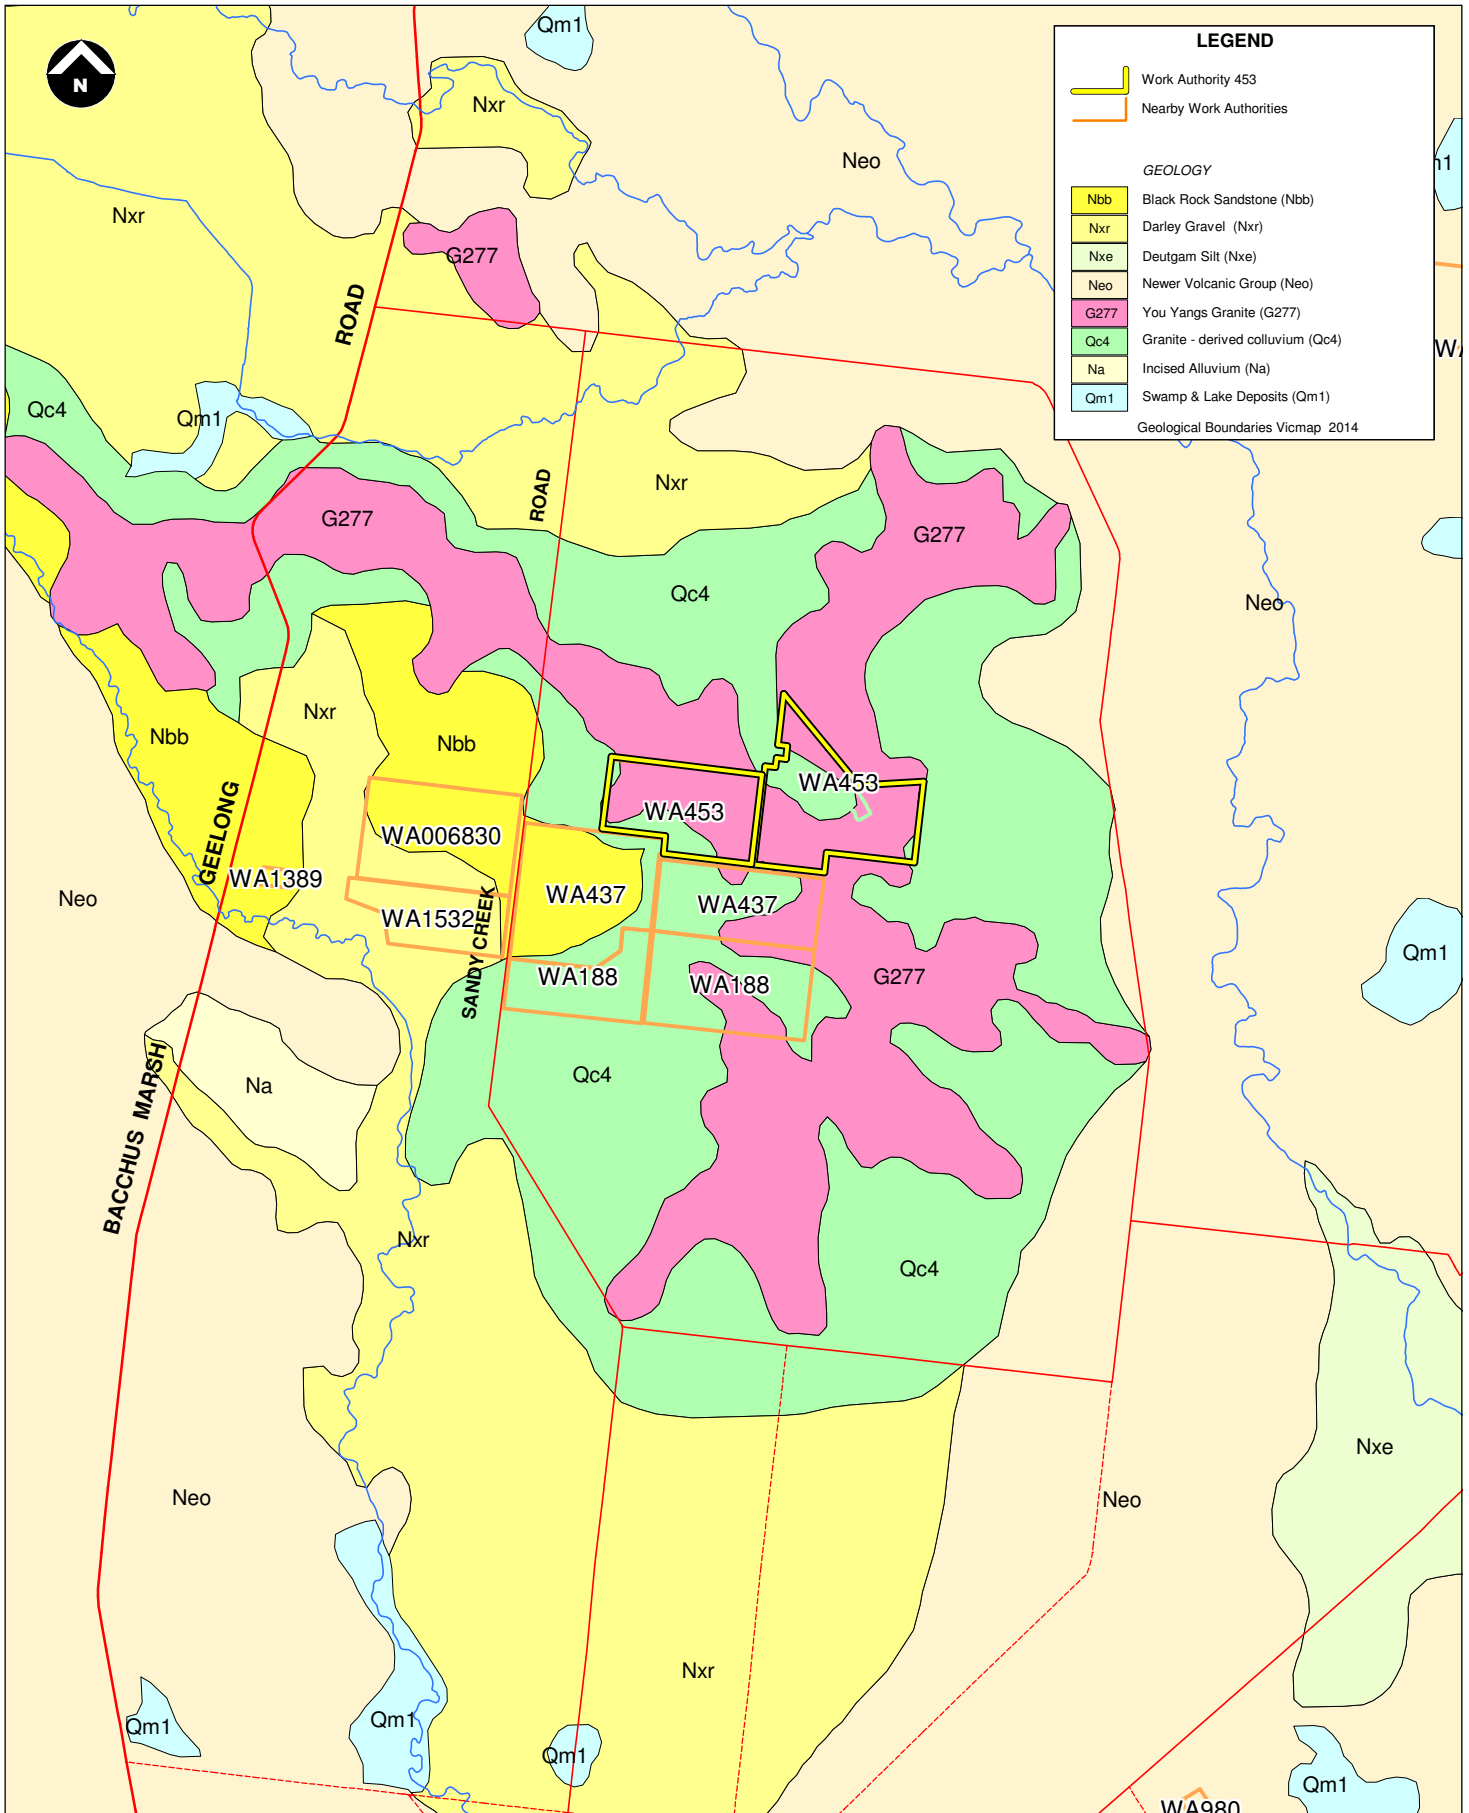 Qm1
LEGEND
Work Authority 453
Nearby Work Authorities
GEOLOGY
Nbb Black Rock Sandstone (Nbb)
Nxr Darley Gravel (Nxr)
Nxe Deutgam Silt (Nxe)
Neo Newer Volcanic Group (Neo)
G277 You Yangs Granite (G277)
Qc4 Granite - derived colluvium (Qc4)
Na Incised Alluvium (Na)
Qm1 Swamp & Lake Deposits (Qm1)
Geological Boundaries Vicmap 2014
N
Nxr
Neo
Nxr
G277
ROAD
Qc4
Qm1
Nxr
ROAD
G277
G277
Qc4
Neo
Nxr
Nbb
Nbb
WA453
WA453
GEELONG
WA006830
WA1389
WA437
WA437
Neo
WA1532
SANDY CREEK
WA188
WA188
G277
Qm1
Qc4
Na
BACCHUS MARSH
Nxr
Qc4
Nxe
Neo
Neo
Nxr
Qm1
Qm1
Qm1
Qm1
WA980